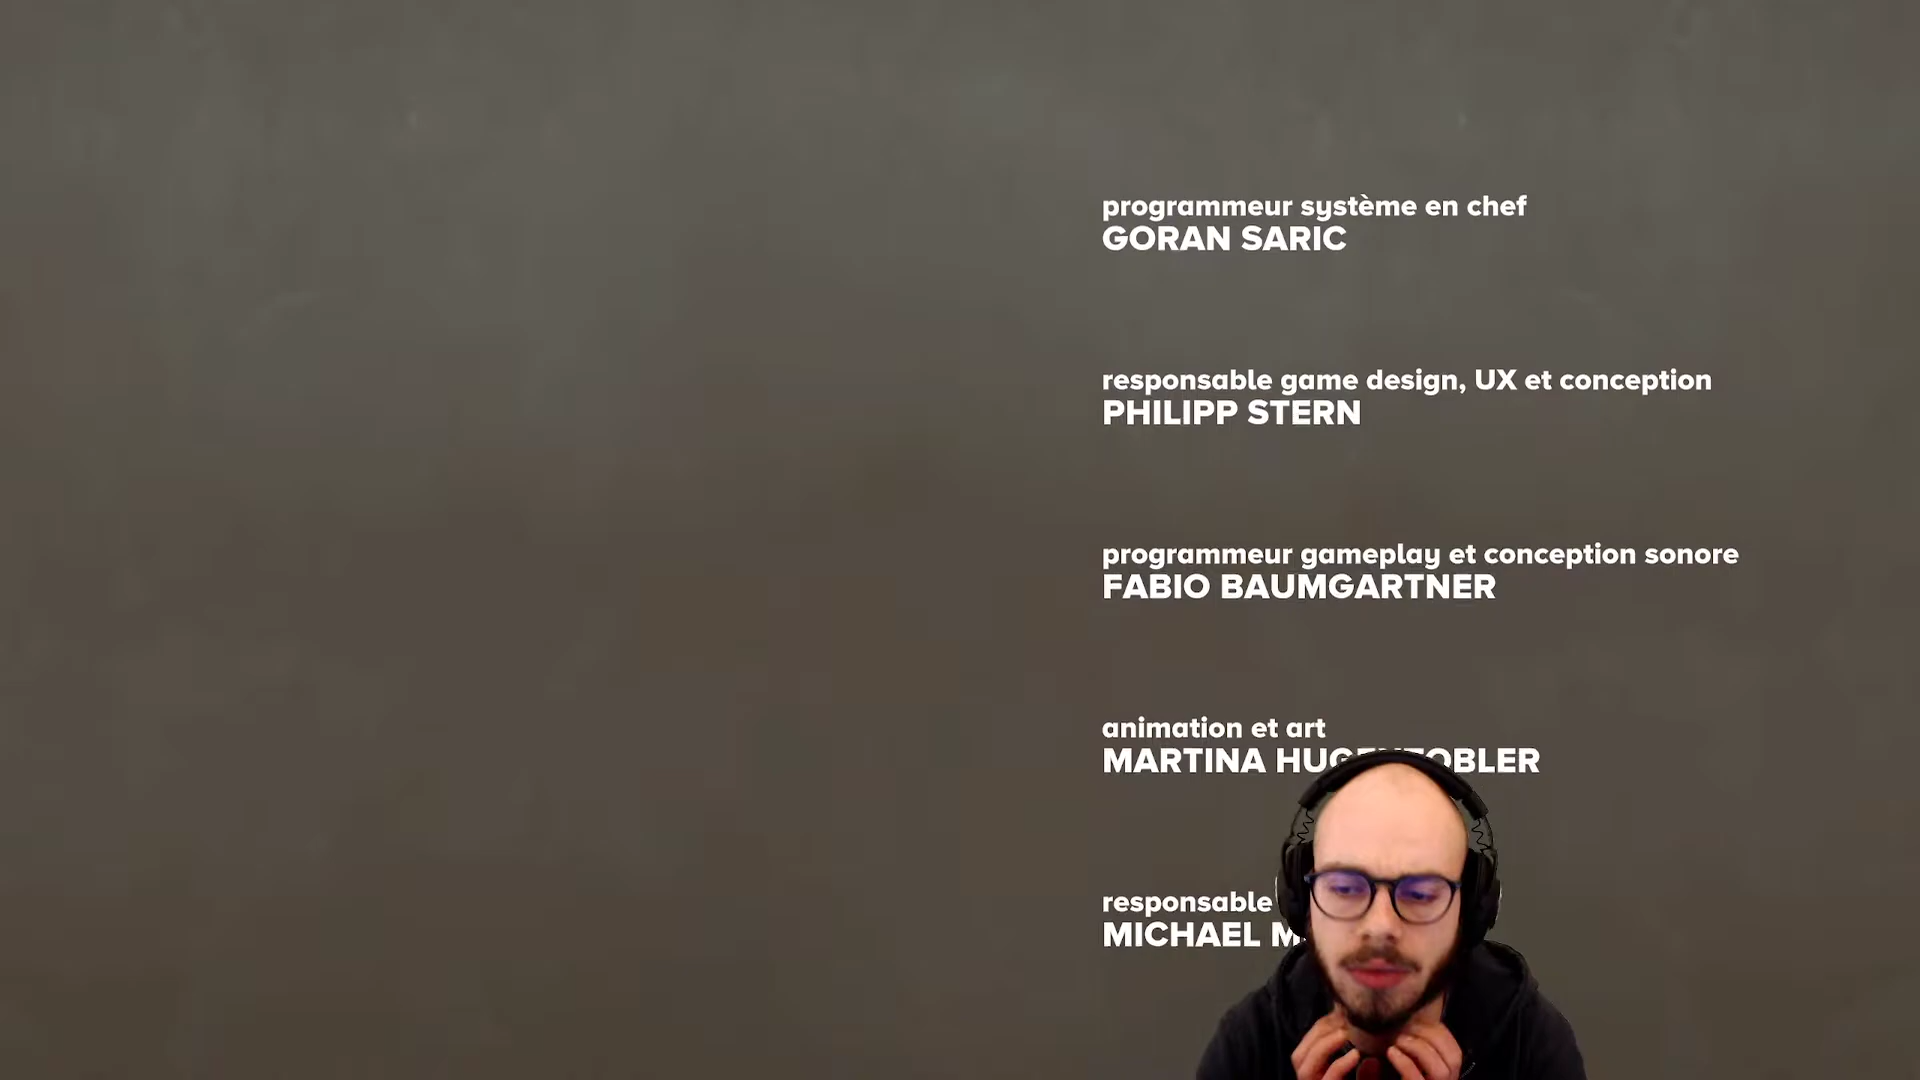 programmeur système en chef
GORAN SARIC
responsable game design, UX et conception
PHILIPP STERN
programmeur gameplay et conception sonore
FABIO BAUMGARTNER
animation et art
MARTINA
responsable
MICHAEL